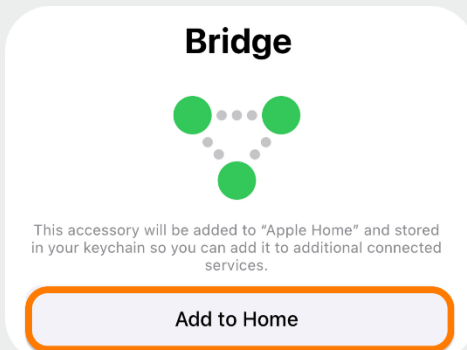 Bridge
This accessory will be added to “Apple Home” and stored
in your keychain so you can add it to additional connected
services.
Add to Home